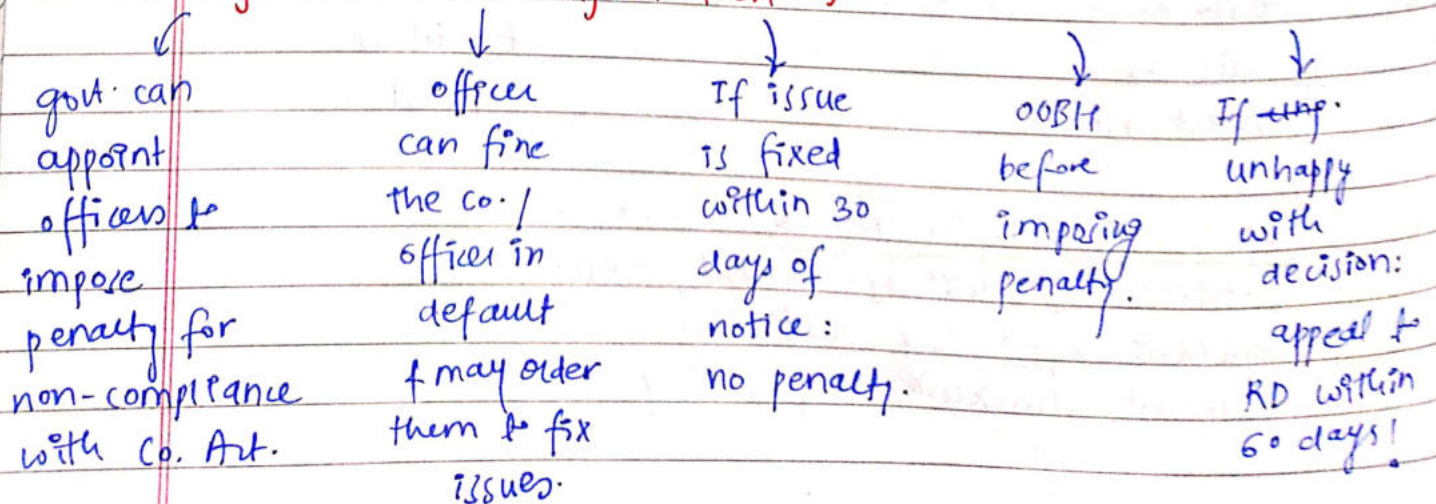 govt. can
appoint
officers to
impose
penalty for
non-compliance
with Co. Act.
officer
can fine
the co. /
officer in
default
& may order
them to fix
issues.
If issue
is fixed
within 30
days of
notice :
no penalty.
OOBH
before
imposing
penalty.
If
unhappy
with
decision:
appeal to
RD within
60 days!